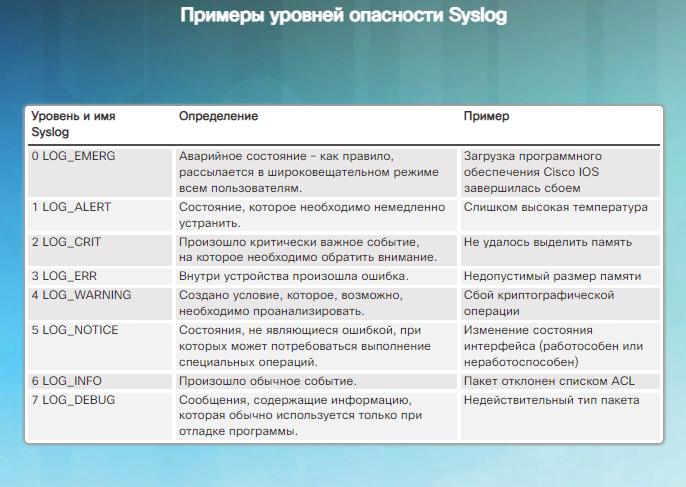 Примеры уровней опасности Syslog
Уровень и имя
Syslog
Определение
Пример
0 LOG_EMERG
Аварийное состояние – как правило,
рассылается в широковещательном режиме
всем пользователям.
Загрузка программного
обеспечения Cisco IOS
завершилась сбоем
1 LOG_ALERT
Состояние, которое необходимо немедленно
устранить.
Слишком высокая температура
2 LOG_CRIT
Произошло критически важное событие,
на которое необходимо обратить внимание.
Не удалось выделить память
3 LOG_ERR
Внутри устройства произошла ошибка.
Недопустимый размер памяти
4 LOG_WARNING
Создано условие, которое, возможно,
необходимо проанализировать.
Сбой криптографической
операции
5 LOG_NOTICE
Состояния, не являющиеся ошибкой, при
которых может потребоваться выполнение
специальных операций.
Изменение состояния
интерфейса (работособен или
неработоспособен)
6 LOG_INFO
Произошло обычное событие.
Пакет отклонен списком ACL
7 LOG_DEBUG
Сообщения, содержащие информацию,
которая обычно используется только при
отладке программы.
Недействительный тип пакета